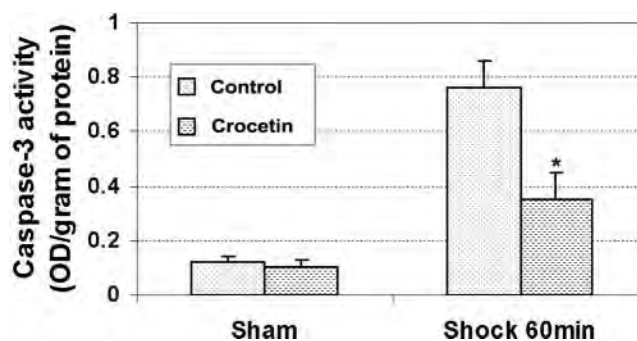 Caspase-3 activity
(OD/gram of protein)
1
0.8
0.6
0.4
0.2
0
Control
Crocetin
*
Sham Shock 60min